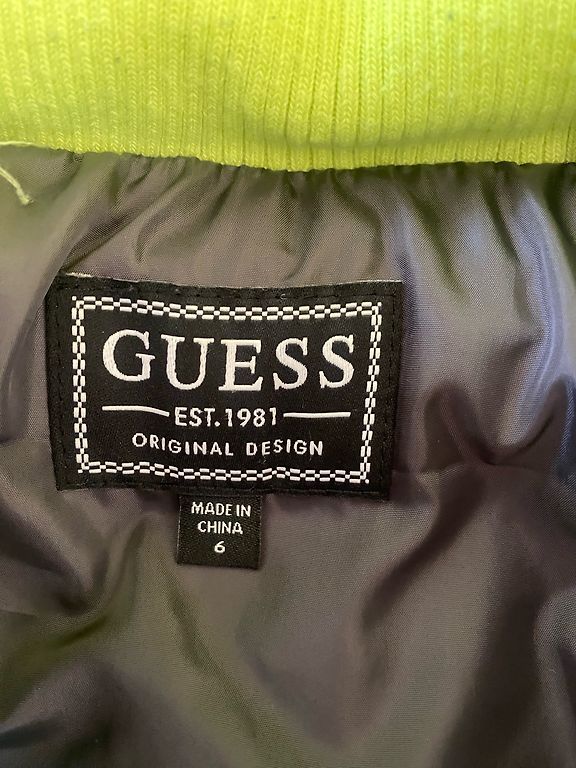 GUESS
EST.1981
ORIGINAL DESIGN
MADE IN
CHINA
6